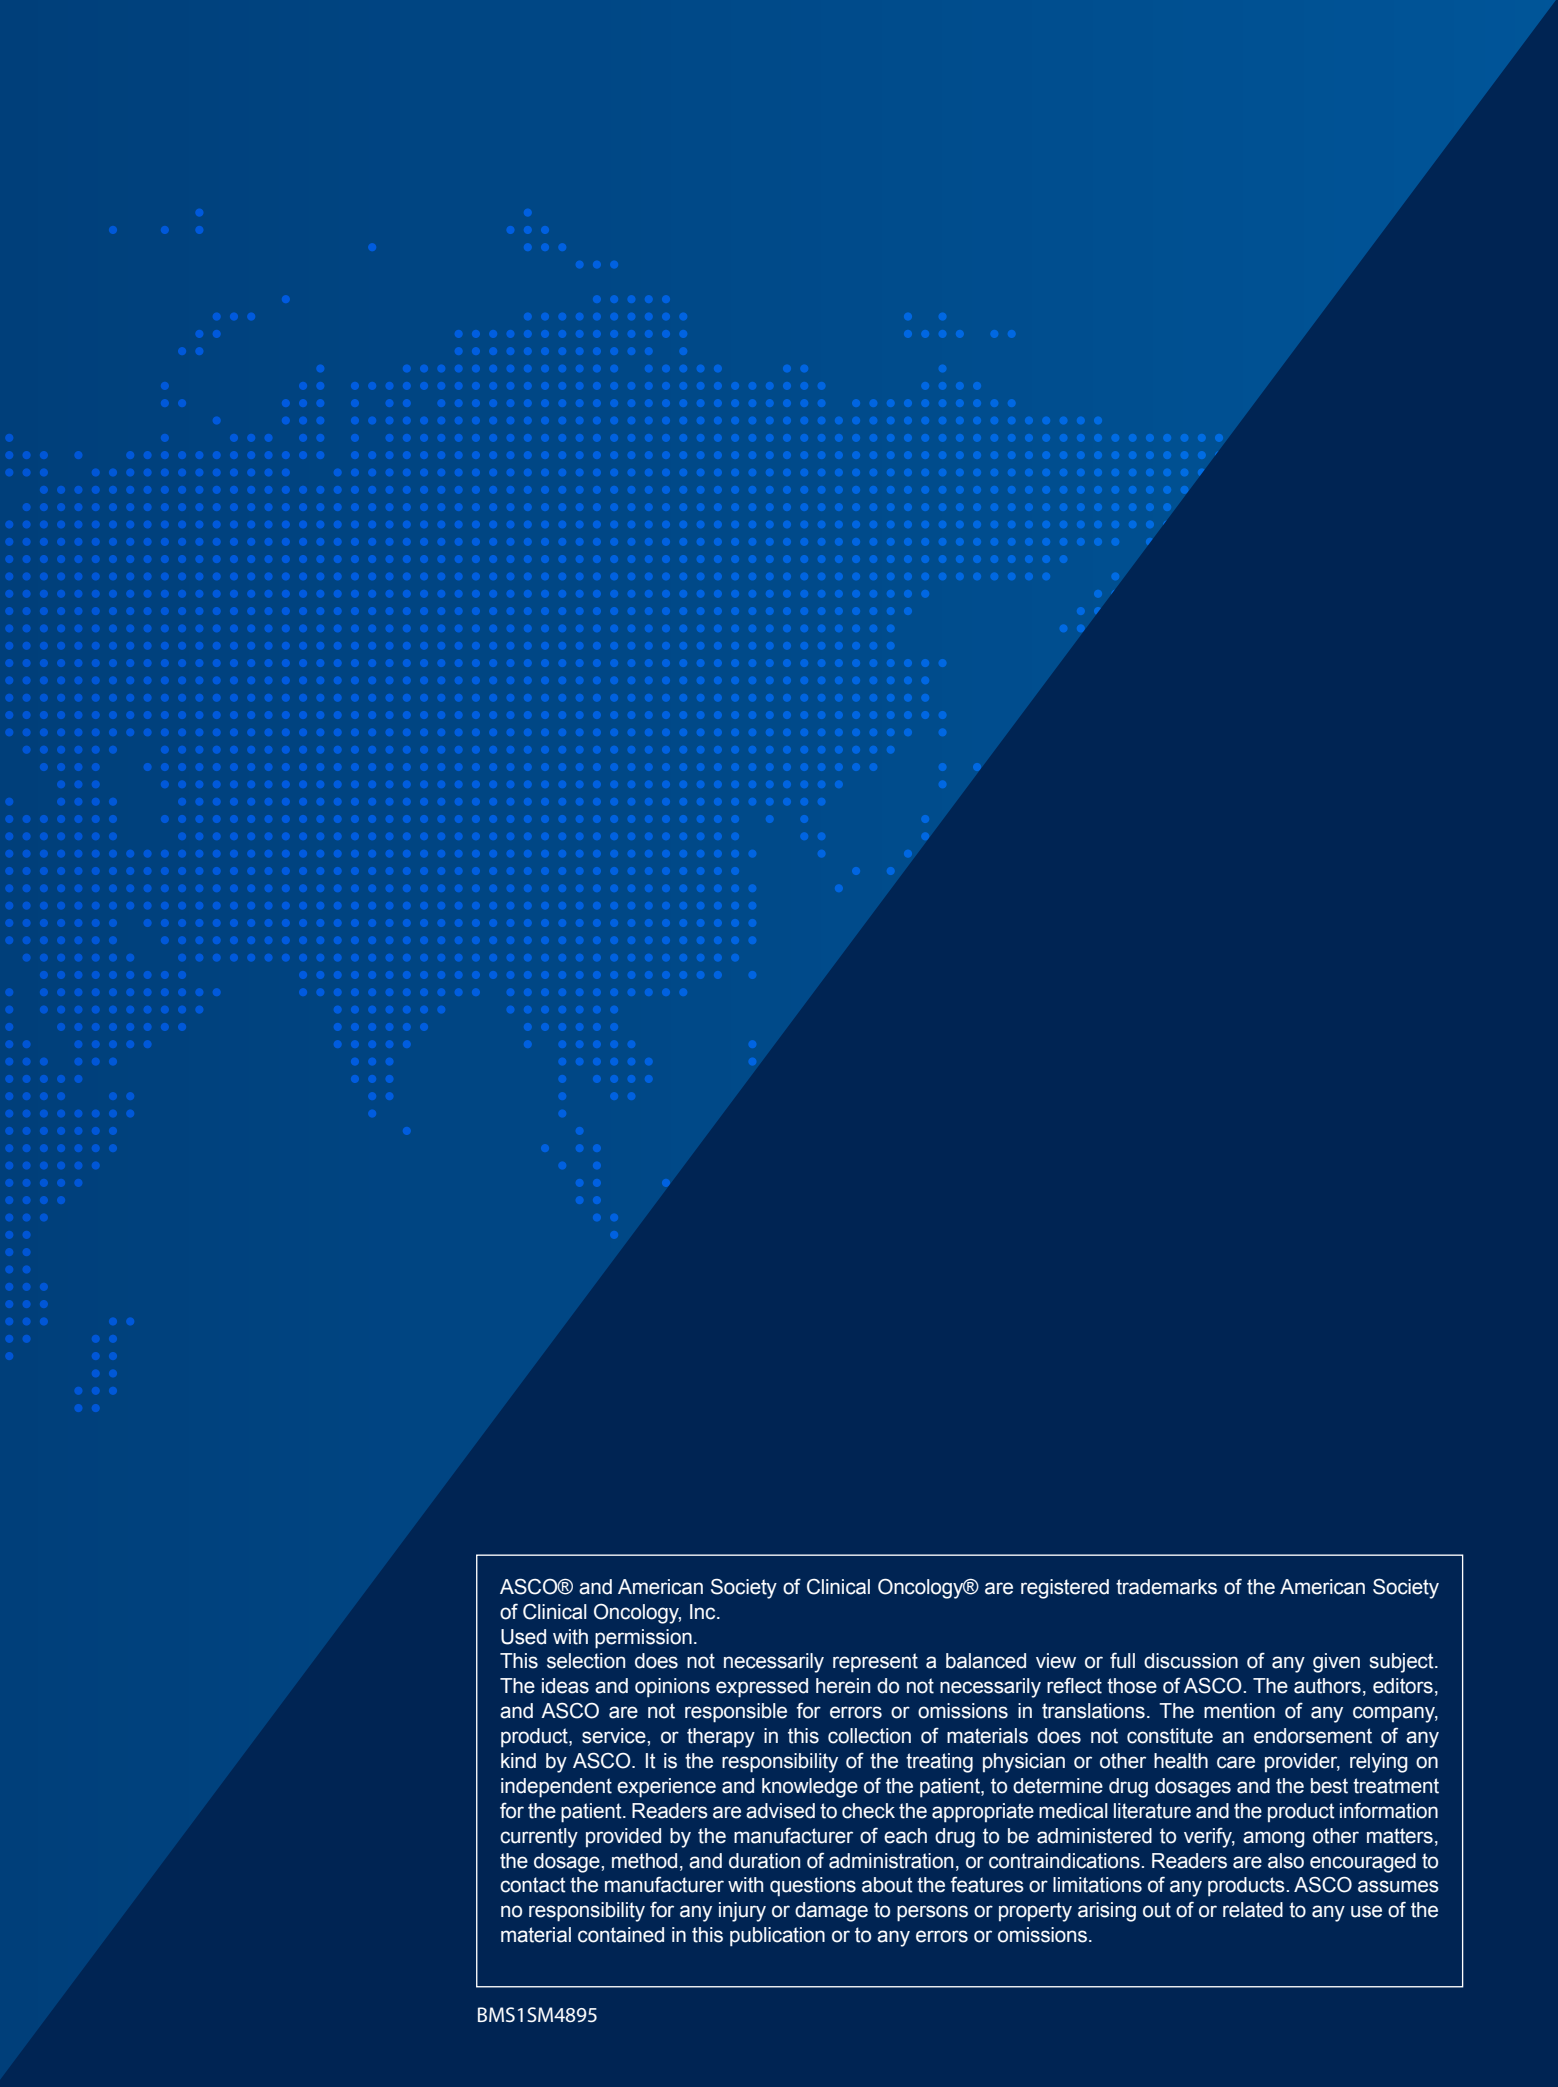 ASCO® and American Society of Clinical Oncology® are registered trademarks of the American Society
of Clinical Oncology, Inc.
Used with permission.
This selection does not necessarily represent a balanced view or full discussion of any given subject.
The ideas and opinions expressed herein do not necessarily reflect those of ASCO. The authors, editors,
and ASCO are not responsible for errors or omissions in translations. The mention of any company,
product, service, or therapy in this collection of materials does not constitute an endorsement of any
kind by ASCO. It is the responsibility of the treating physician or other health care provider, relying on
independent experience and knowledge of the patient, to determine drug dosages and the best treatment
for the patient. Readers are advised to check the appropriate medical literature and the product information
currently provided by the manufacturer of each drug to be administered to verify, among other matters,
the dosage, method, and duration of administration, or contraindications. Readers are also encouraged to
contact the manufacturer with questions about the features or limitations of any products. ASCO assumes
no responsibility for any injury or damage to persons or property arising out of or related to any use of the
material contained in this publication or to any errors or omissions.
BMS1SM4895